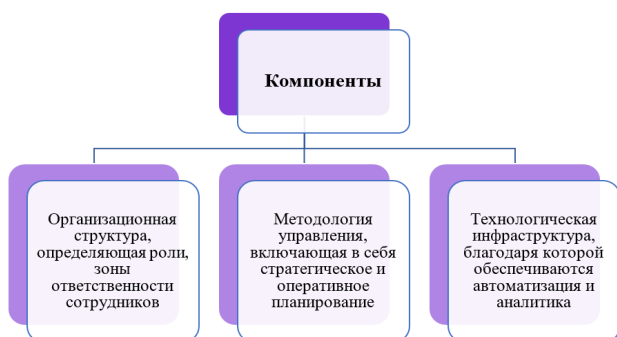 Компоненты
Организационная
структура,
определяющая роли,
зоны
ответственности
сотрудников
Методология
управления,
включающая в себя
стратегическое и
оперативное
планирование
Технологическая
инфраструктура,
благодаря которой
обеспечиваются
автоматизация и
аналитика